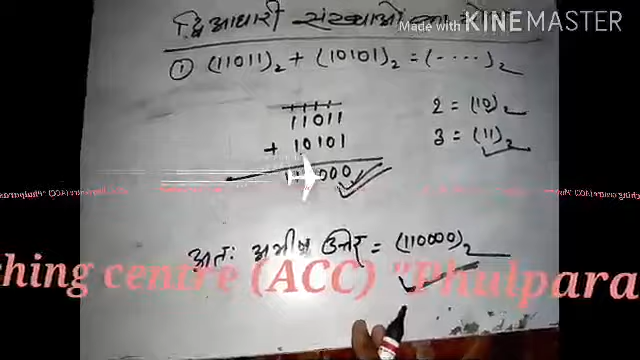 द्विआधारी संख्याओं का
Made with KINEMASTER
① (11011)₂ + (10101)₂ = (-----)₂
11011
+ 10101
110000
2 = (10)₂
3 = (11)₂
अतः अभीष्ट उत्तर = (110000)₂
ching centre (ACC) "Phulpara